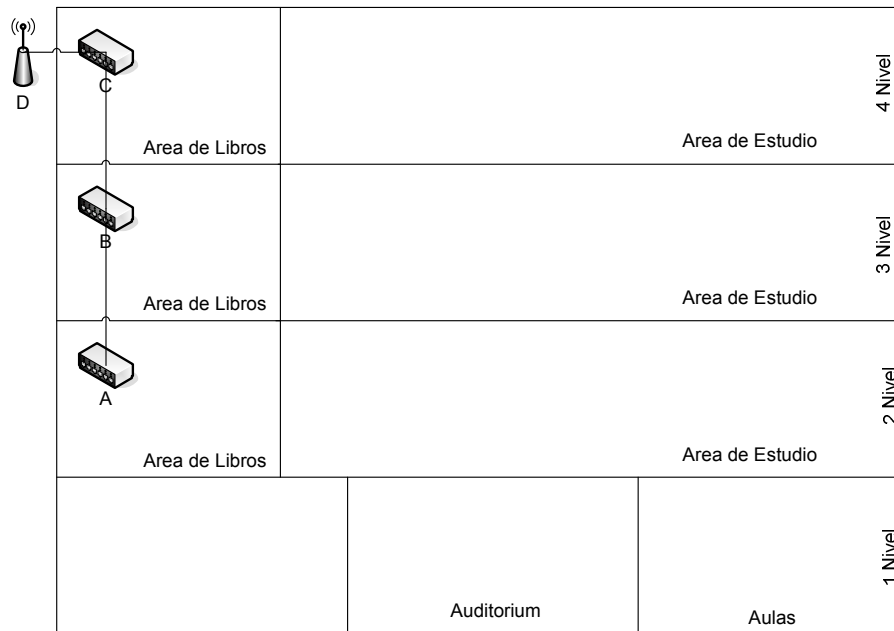 D
C
4 Nivel
Area de Libros
Area de Estudio
B
3 Nivel
Area de Libros
Area de Estudio
A
2 Nivel
Area de Libros
Area de Estudio
1 Nivel
Auditorium
Aulas